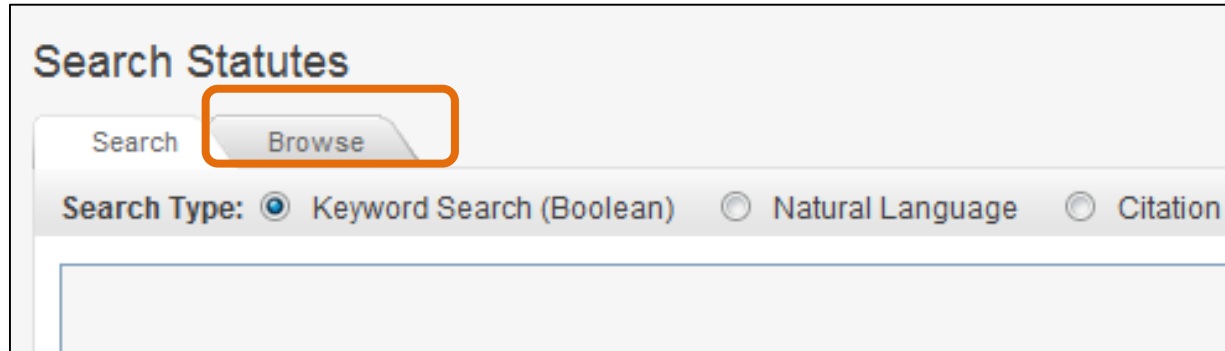 Search Statutes
Search Browse
Search Type: Keyword Search (Boolean) Natural Language Citation